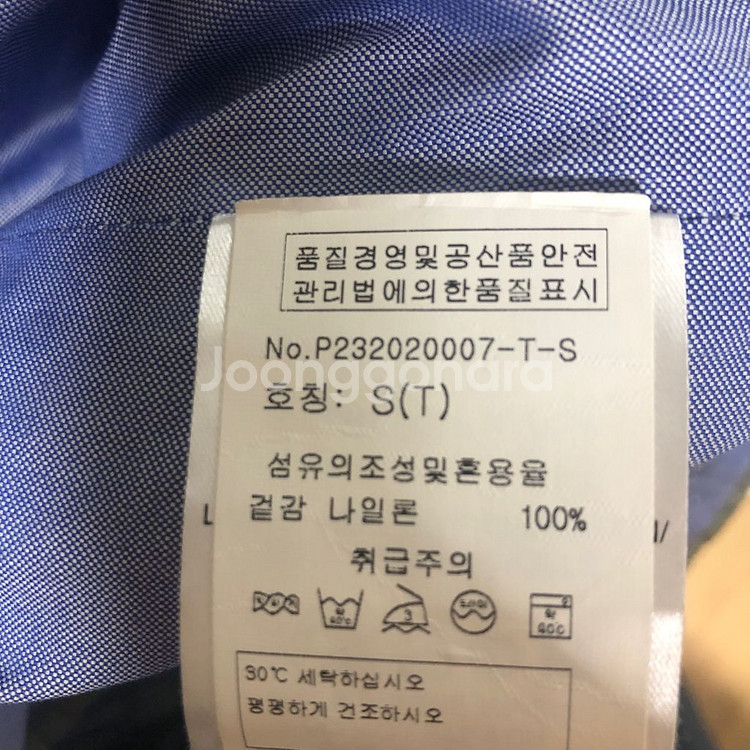 품질경영및공산품안전
관리법에의한품질표시
No.P232020007-T-S
Joonggonara
호칭: S(T)
섬유의조성및혼용율
겉감 나일론 100%
취급주의
30℃ 세탁하십시오
평평하게 건조하시오